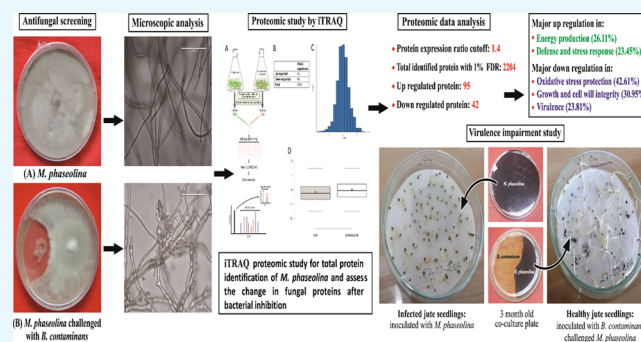 Antifungal screening
Microscopic analysis
Proteomic study by iTRAQ
Proteomic data analysis
Protein expression ratio cutoff: 1.4
Total identified protein with 1% FDR: 2204
Up regulated protein: 95
Down regulated protein: 42
Major up regulation in:
Energy production (26.11%)
Defense and stress response (23.45%)
Major down regulation in:
Oxidative stress protection (42.61%)
Growth and cell will integrity (30.95%)
Virulence (23.81%)
(A) M. phaseolina
(B) M. phaseolina challenged
with B. contaminans
A
B
C
D
iTRAQ proteomic study for total protein
identification of M. phaseolina and assess
the change in fungal proteins after
bacterial inhibition
Virulence impairment study
M. phaseolina
B. contaminans
M. phaseolina
Infected jute seedlings:
inoculated with M. phaseolina
3 month old
co-culture plate
Healthy jute seedlings:
inoculated with B. contaminans
challenged M. phaseolina